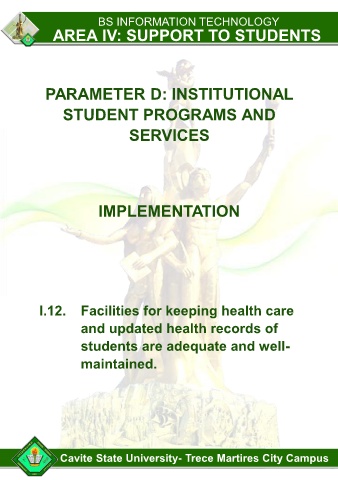 BS INFORMATION TECHNOLOGY
AREA IV: SUPPORT TO STUDENTS
PARAMETER D: INSTITUTIONAL
STUDENT PROGRAMS AND
SERVICES
IMPLEMENTATION
I.12. Facilities for keeping health care
and updated health records of
students are adequate and well-
maintained.
Cavite State University- Trece Martires City Campus